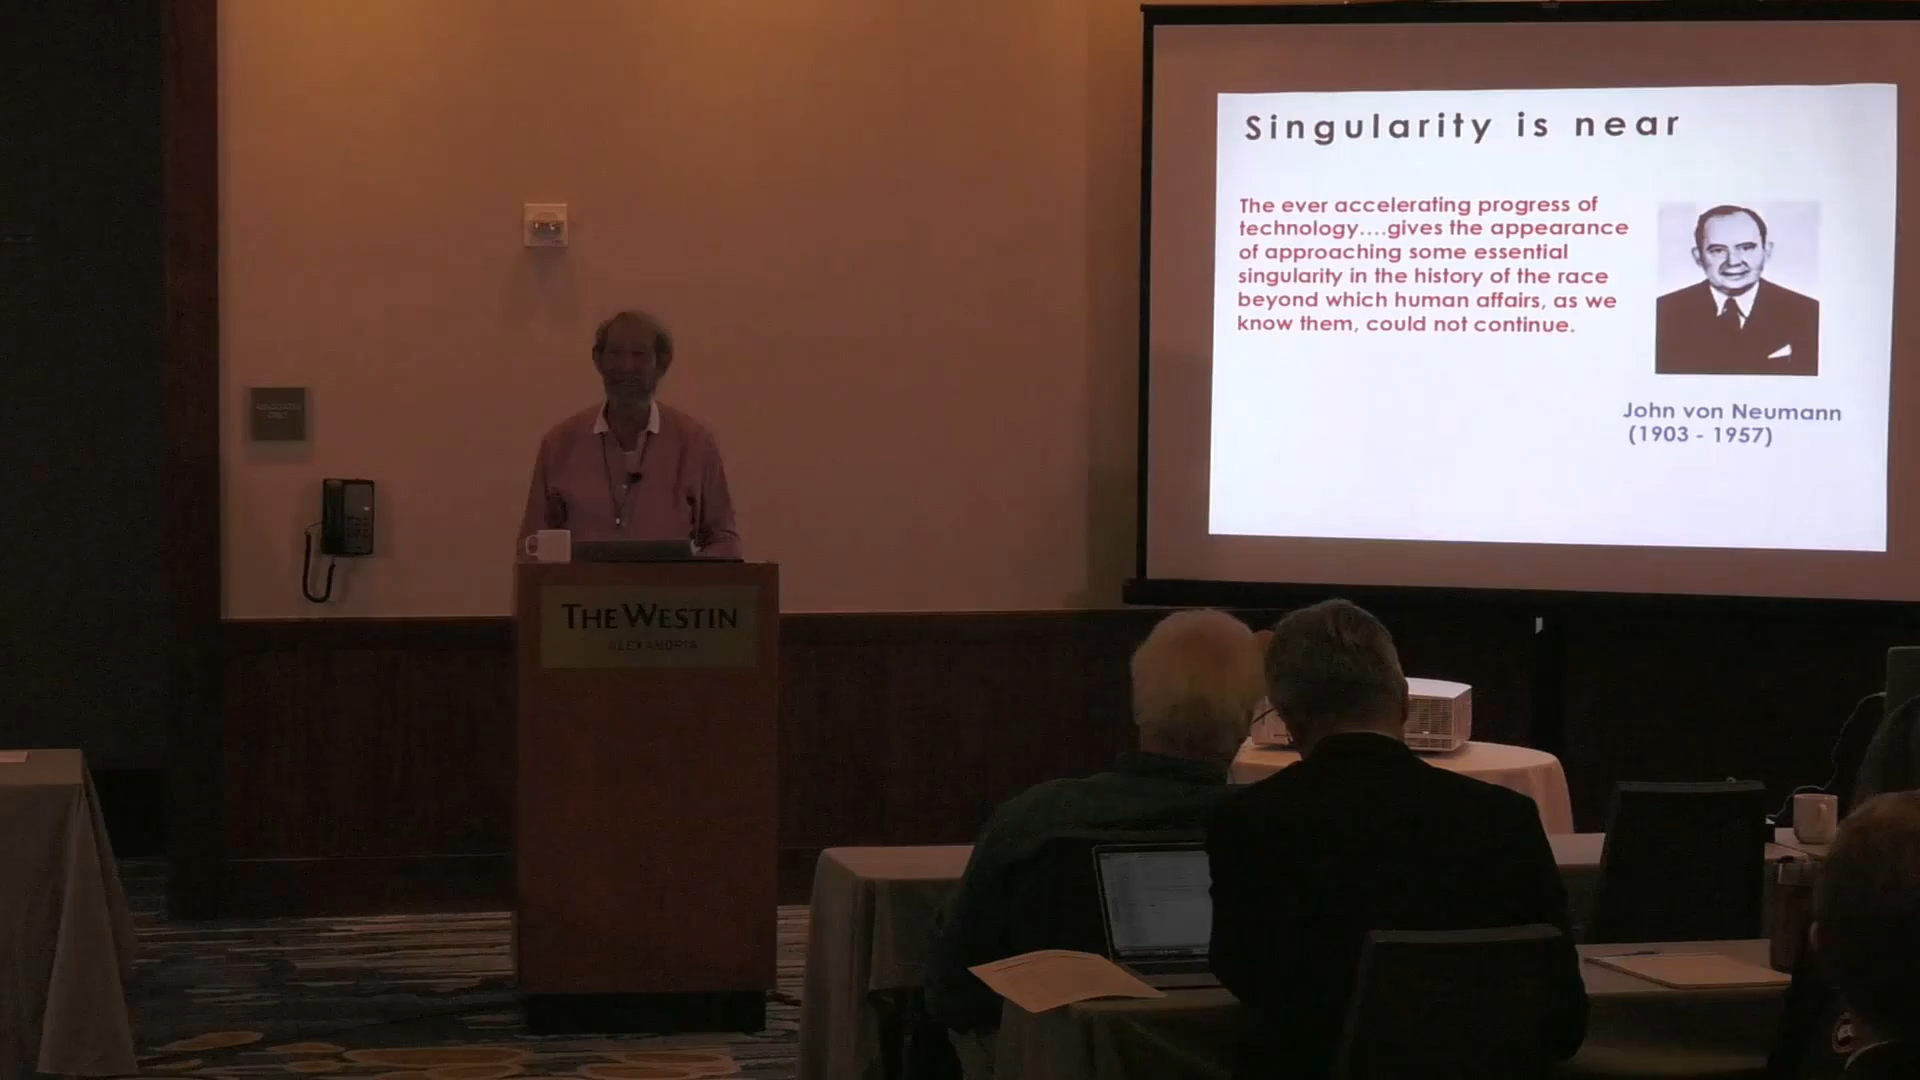 Singularity is near
The ever accelerating progress of
technology....gives the appearance
of approaching some essential
singularity in the history of the race
beyond which human affairs, as we
know them, could not continue.
John von Neumann
(1903 - 1957)
THE WESTIN
ALEXANDRIA